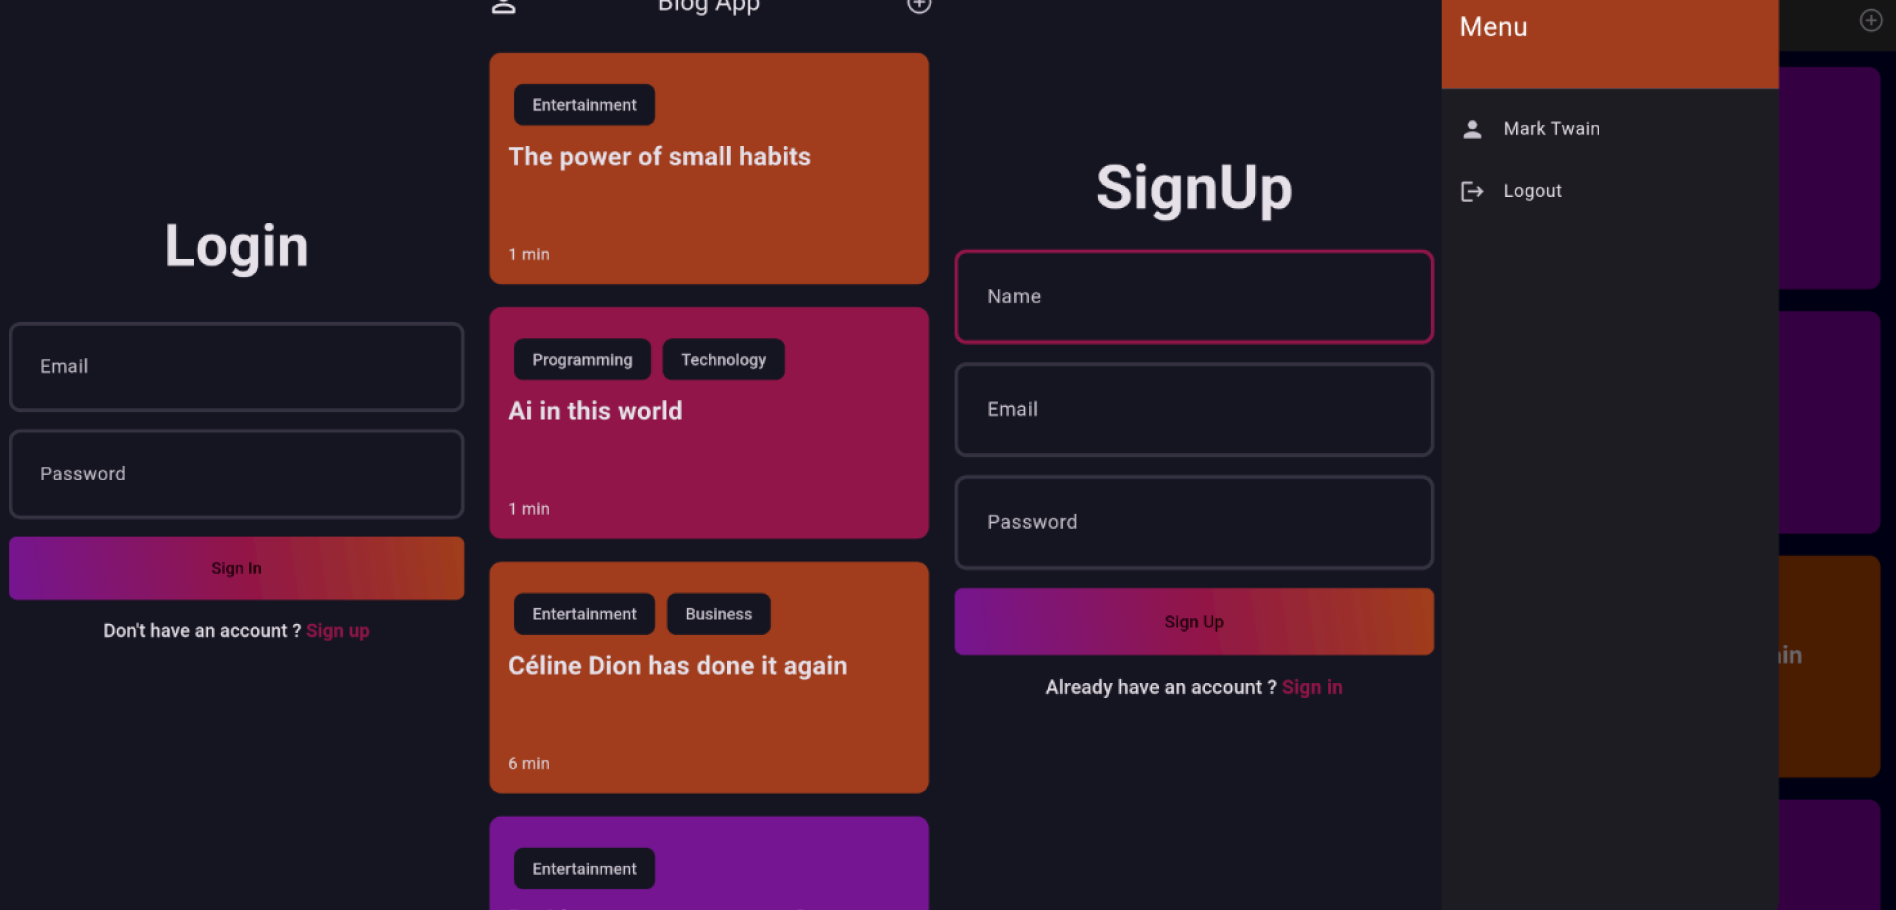 Login
Email
Password
Sign In
Don't have an account ? Sign up
Blog App
Entertainment
The power of small habits
1 min
Programming Technology
Ai in this world
1 min
Entertainment Business
Céline Dion has done it again
6 min
Entertainment
SignUp
Name
Email
Password
Sign Up
Already have an account ? Sign in
Menu
Mark Twain
Logout